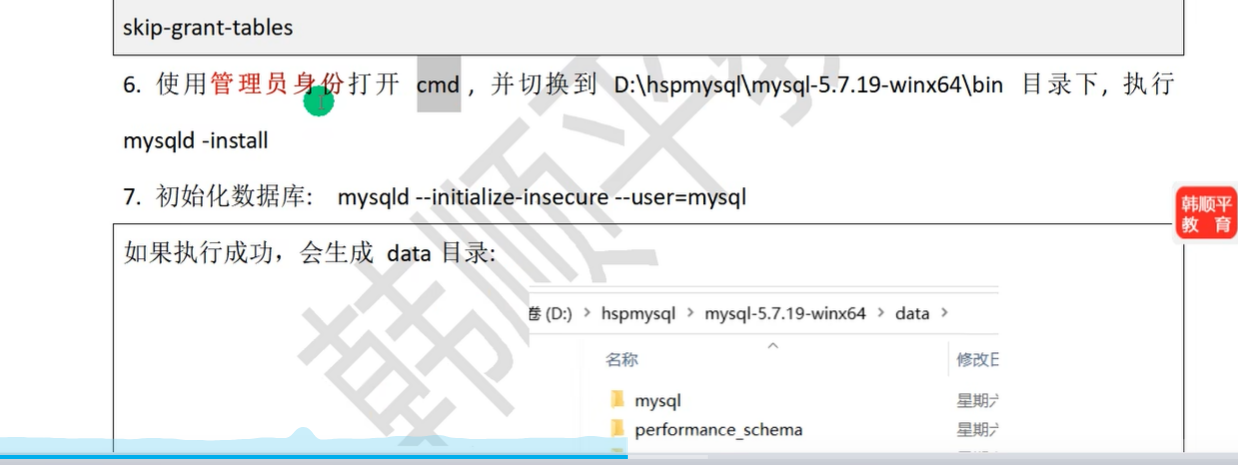 skip-grant-tables
6. 使用管理员身份打开 cmd , 并切换到 D:\hspmysql\mysql-5.7.19-winx64\bin 目录下, 执行
mysqld -install
7. 初始化数据库: mysqld --initialize-insecure --user=mysql
韩顺平
教 育
如果执行成功，会生成 data 目录:
(D:) > hspmysql > mysql-5.7.19-winx64 > data >
名称 修改
mysql 星期六
performance_schema 星期六
韩顺平